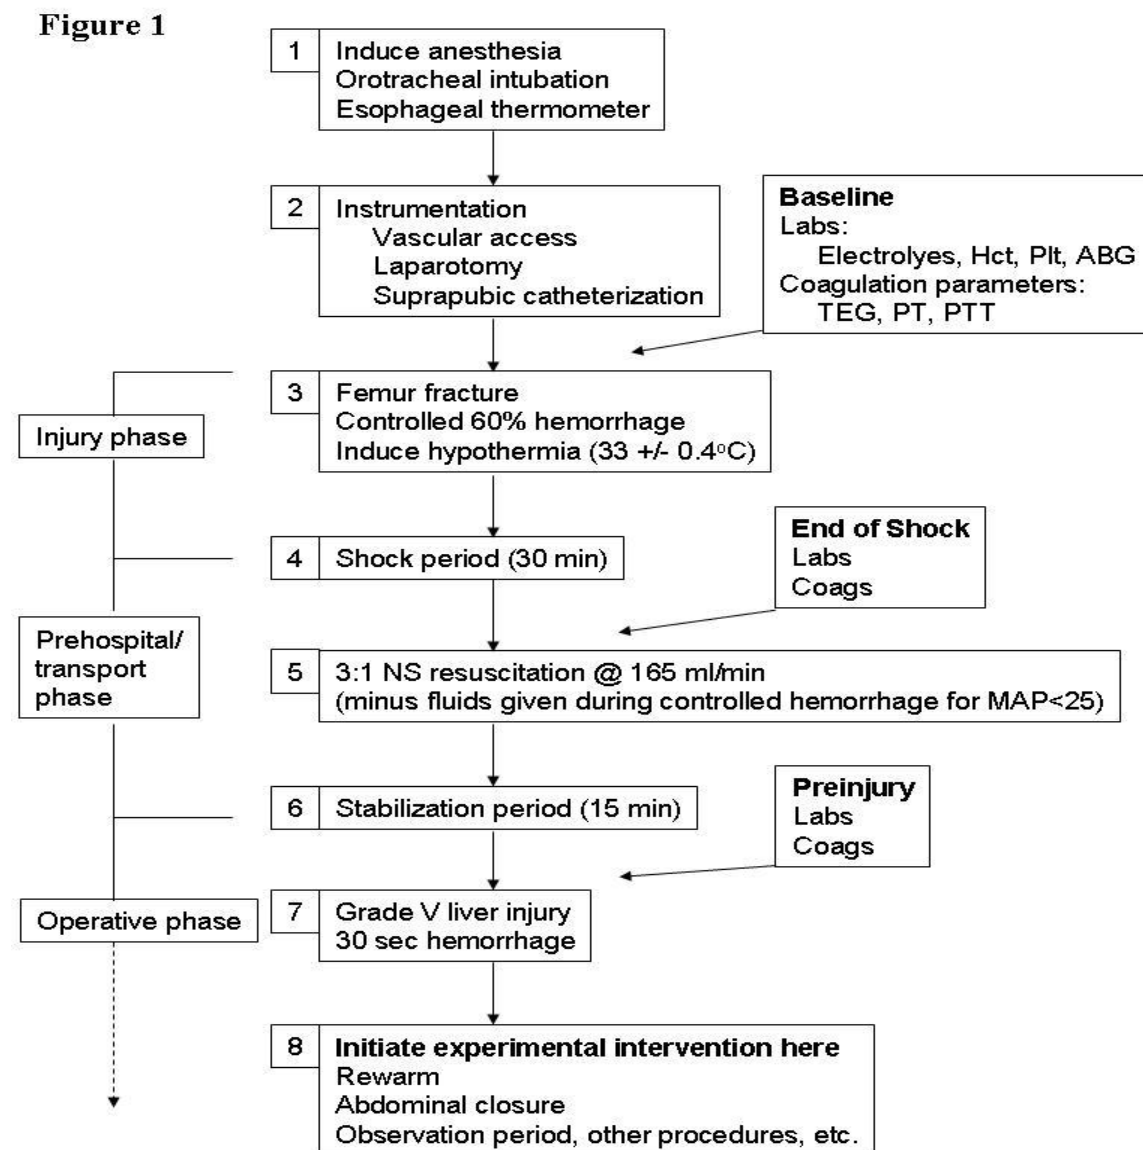 Figure 1
1 Induce anesthesia
Orotracheal intubation
Esophageal thermometer
2 Instrumentation
Vascular access
Laparotomy
Suprapubic catheterization
Baseline
Labs:
Electrolyes, Hct, Plt, ABG
Coagulation parameters:
TEG, PT, PTT
3 Femur fracture
Controlled 60% hemorrhage
Induce hypothermia (33 +/- 0.4°C)
Injury phase
End of Shock
Labs
Coags
4 Shock period (30 min)
Prehospital/
transport
phase
5 3:1 NS resuscitation @ 165 ml/min
(minus fluids given during controlled hemorrhage for MAP<25)
Preinjury
Labs
Coags
6 Stabilization period (15 min)
Operative phase
7 Grade V liver injury
30 sec hemorrhage
8 Initiate experimental intervention here
Rewarm
Abdominal closure
Observation period, other procedures, etc.